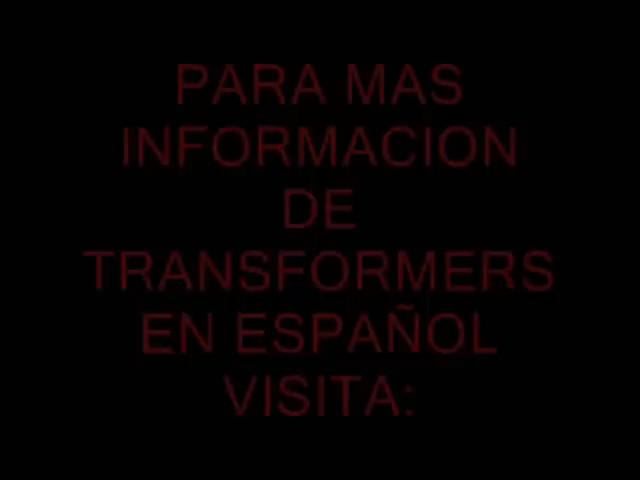 PARA MAS
INFORMACION
DE
TRANSFORMERS
EN ESPAÑOL
VISITA: